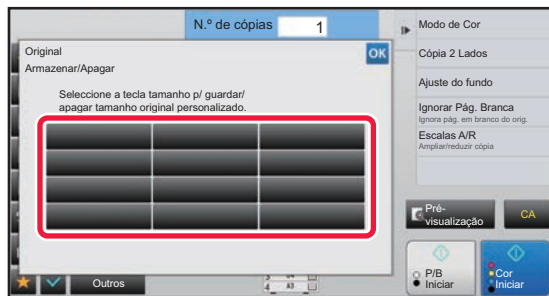 N.º de cópias 1
Original
OK
Armazenar/Apagar
Seleccione a tecla tamanho p/ guardar/
apagar tamanho original personalizado.
Modo de Cor
Cópia 2 Lados
Ajuste do fundo
Ignorar Pág. Branca
Ignora pág. em branco do orig.
Escalas A/R
Ampliar/reduzir cópia
Pré-
visualização
CA
P/B
Iniciar
Cor
Iniciar
Outros
4 A3